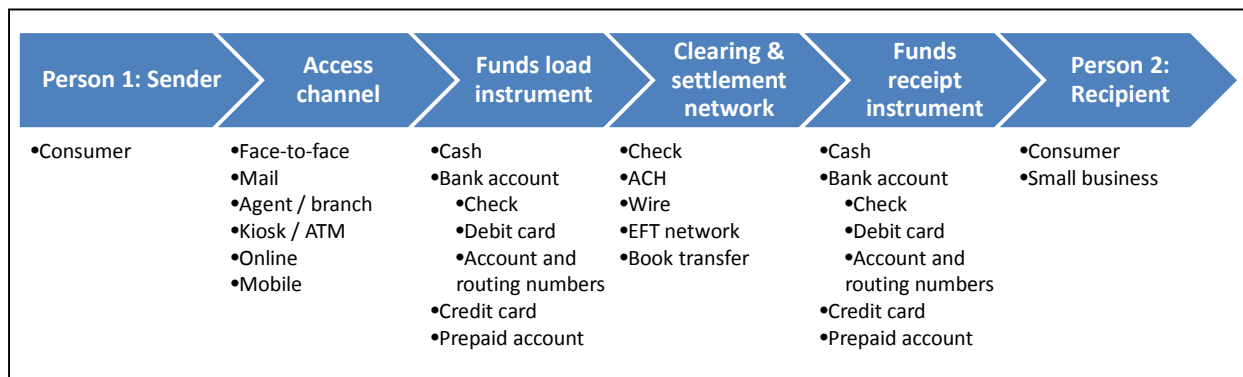 Person 1: Sender
Access
channel
Funds load
instrument
Clearing &
settlement
network
Funds
receipt
instrument
Person 2:
Recipient
•Consumer
•Face-to-face
•Mail
•Agent / branch
•Kiosk / ATM
•Online
•Mobile
•Cash
•Bank account
•Check
•Debit card
•Account and
routing numbers
•Credit card
•Prepaid account
•Check
•ACH
•Wire
•EFT network
•Book transfer
•Cash
•Bank account
•Check
•Debit card
•Account and
routing numbers
•Credit card
•Prepaid account
•Consumer
•Small business